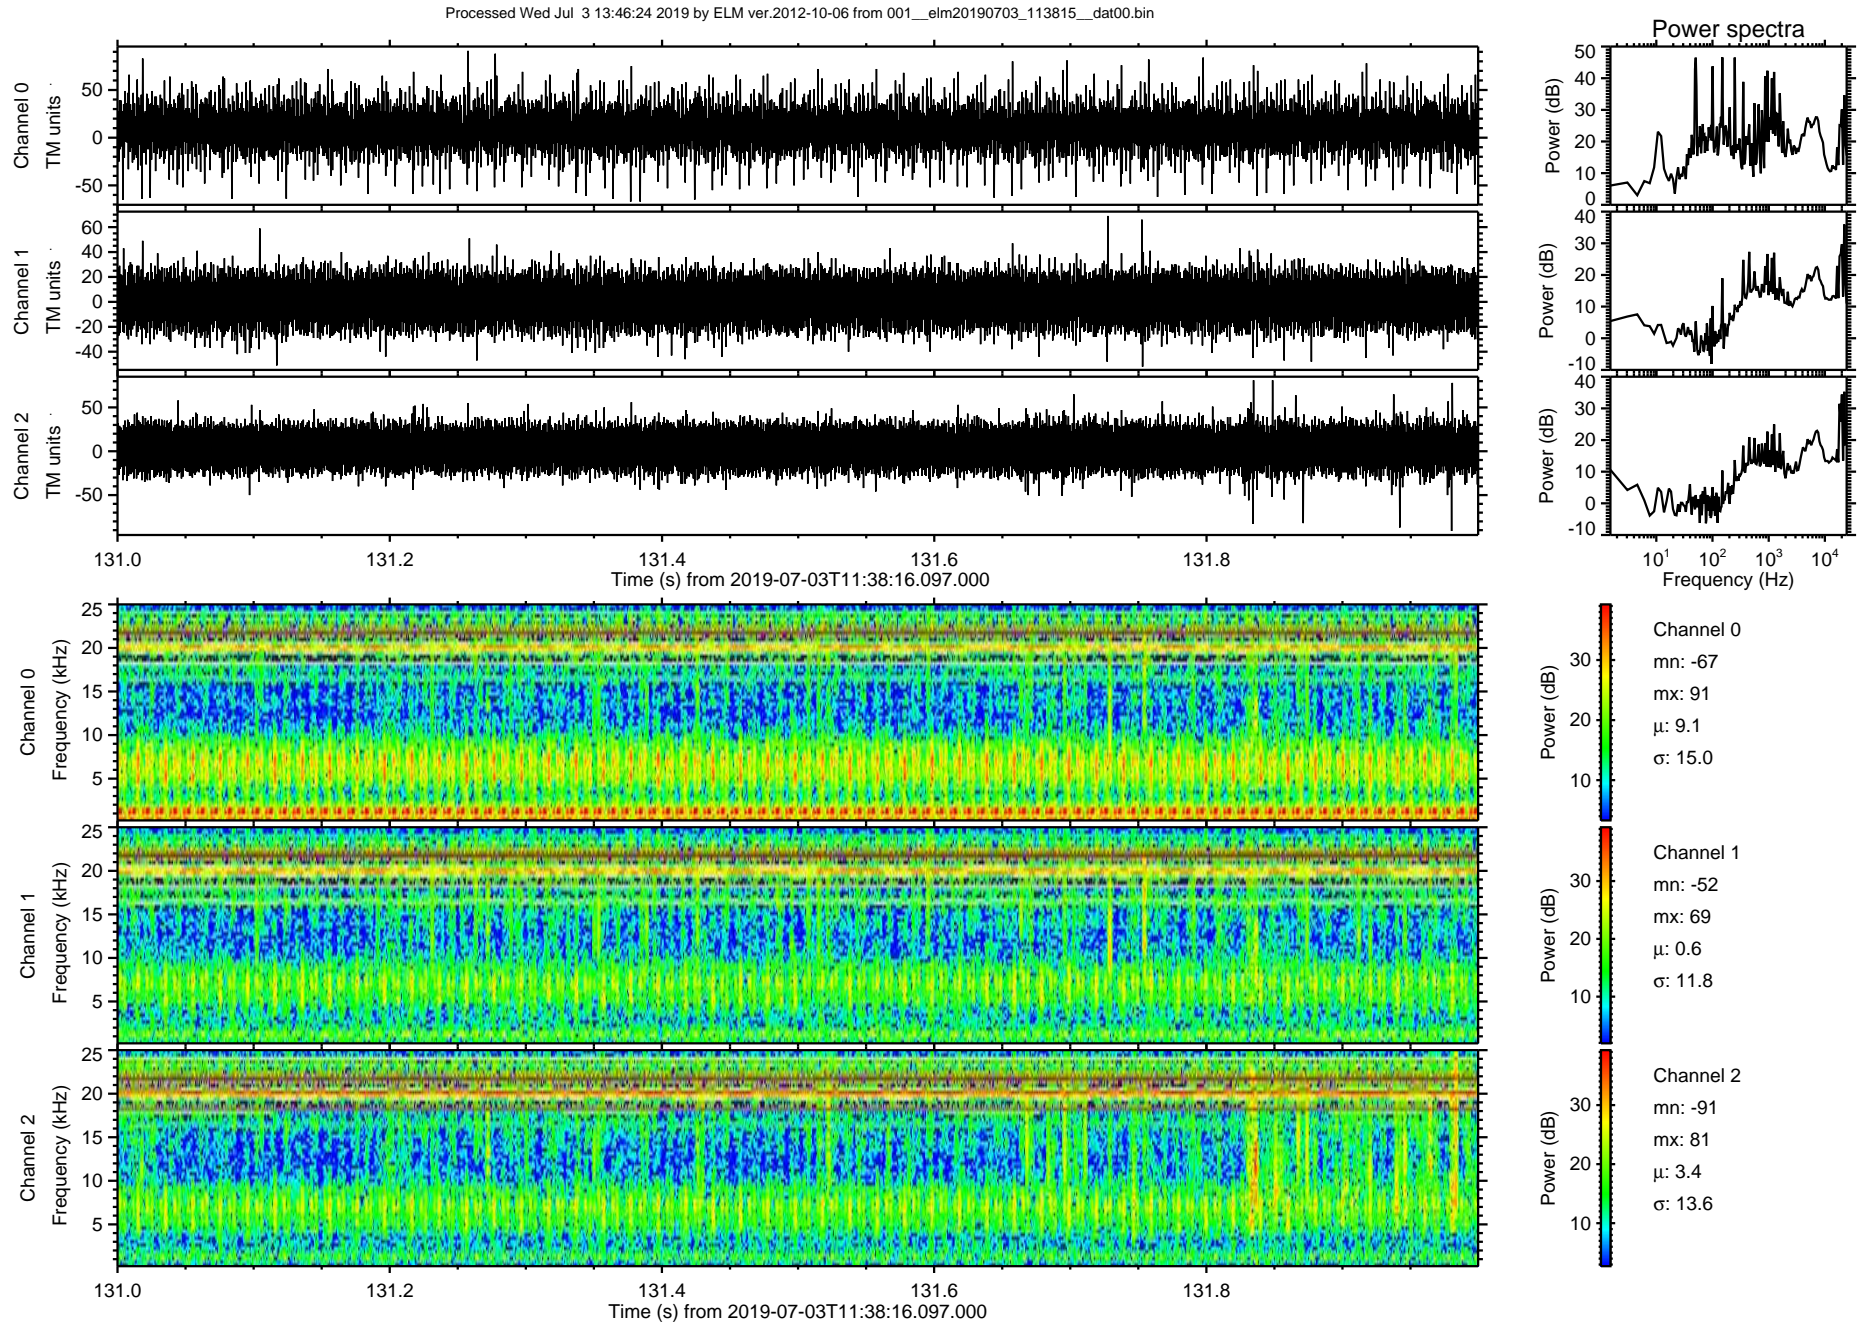 Processed Wed Jul  3 13:46:24 2019 by ELM ver.2012-10-06 from 001__elm20190703_113815__dat00.bin
Power spectra
Channel 0
TM units
50
0
-50
Power (dB)
50
40
30
20
10
0
Channel 1
TM units
60
40
20
0
-20
-40
Power (dB)
40
30
20
10
0
-10
Channel 2
TM units
50
0
-50
Power (dB)
40
30
20
10
0
-10
131.0 131.2 131.4 131.6 131.8
Time (s) from 2019-07-03T11:38:16.097.000
10^1 10^2 10^3 10^4
Frequency (Hz)
Channel 0
Frequency (kHz)
25
20
15
10
5
Power (dB)
30
20
10
Channel 0
mn: -67
mx: 91
μ: 9.1
σ: 15.0
Channel 1
Frequency (kHz)
25
20
15
10
5
Power (dB)
30
20
10
Channel 1
mn: -52
mx: 69
μ: 0.6
σ: 11.8
Channel 2
Frequency (kHz)
25
20
15
10
5
Power (dB)
30
20
10
Channel 2
mn: -91
mx: 81
μ: 3.4
σ: 13.6
131.0 131.2 131.4 131.6 131.8
Time (s) from 2019-07-03T11:38:16.097.000